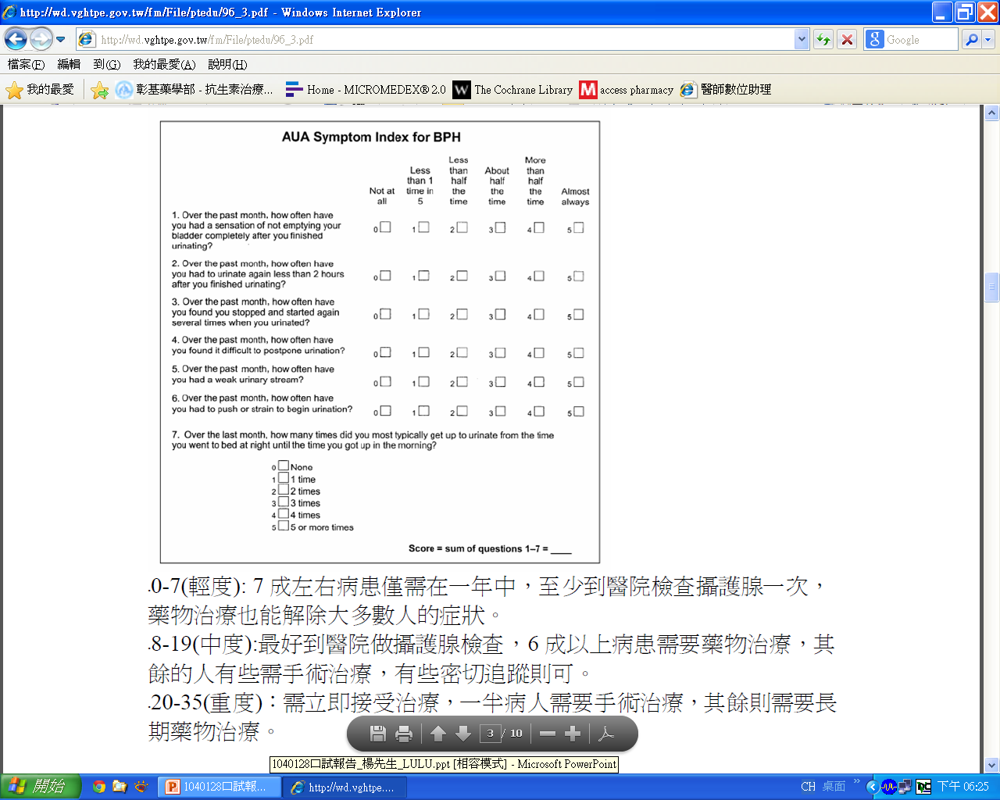 http://wd.vghtpe.gov.tw/fm/File/ptedu/96_3.pdf - Windows Internet Explorer
http://wd.vghtpe.gov.tw/fm/File/ptedu/96_3.pdf
Google
檔案(F) 編輯 到(G) 我的最愛(A) 說明(H)
我的最愛 彰基藥學部 - 抗生素治療... Home - MICROMEDEX® 2.0 W The Cochrane Library M access pharmacy 醫師數位助理
AUA Symptom Index for BPH
Not at all
Less than 1 time in 5
Less than half the time
About half the time
More than half the time
Almost always
1. Over the past month, how often have
you had a sensation of not emptying your
bladder completely after you finished
urinating?
0 1 2 3 4 5
2. Over the past month, how often have
you had to urinate again less than 2 hours
after you finished urinating?
0 1 2 3 4 5
3. Over the past month, how often have
you found you stopped and started again
several times when you urinated?
0 1 2 3 4 5
4. Over the past month, how often have
you found it difficult to postpone urination?
0 1 2 3 4 5
5. Over the past month, how often have
you had a weak urinary stream?
0 1 2 3 4 5
6. Over the past month, how often have
you had to push or strain to begin urination?
0 1 2 3 4 5
7. Over the last month, how many times did you most typically get up to urinate from the time
you went to bed at night until the time you got up in the morning?
0 None
1 1 time
2 2 times
3 3 times
4 4 times
5 5 or more times
Score = sum of questions 1–7 = ____
.0-7(輕度): 7 成左右病患僅需在一年中，至少到醫院檢查攝護腺一次，
藥物治療也能解除大多數人的症狀。
.8-19(中度):最好到醫院做攝護腺檢查，6 成以上病患需要藥物治療，其
餘的人有些需手術治療，有些密切追蹤則可。
.20-35(重度)：需立即接受治療，一半病人需要手術治療，其餘則需要長
期藥物治療。
3 / 10
1040128口試報告_楊先生_LULU.ppt [相容模式] - Microsoft PowerPoint
開始 1040128口試報... http://wd.vghtpe.gov.... CH 桌面 » 下午 06:25